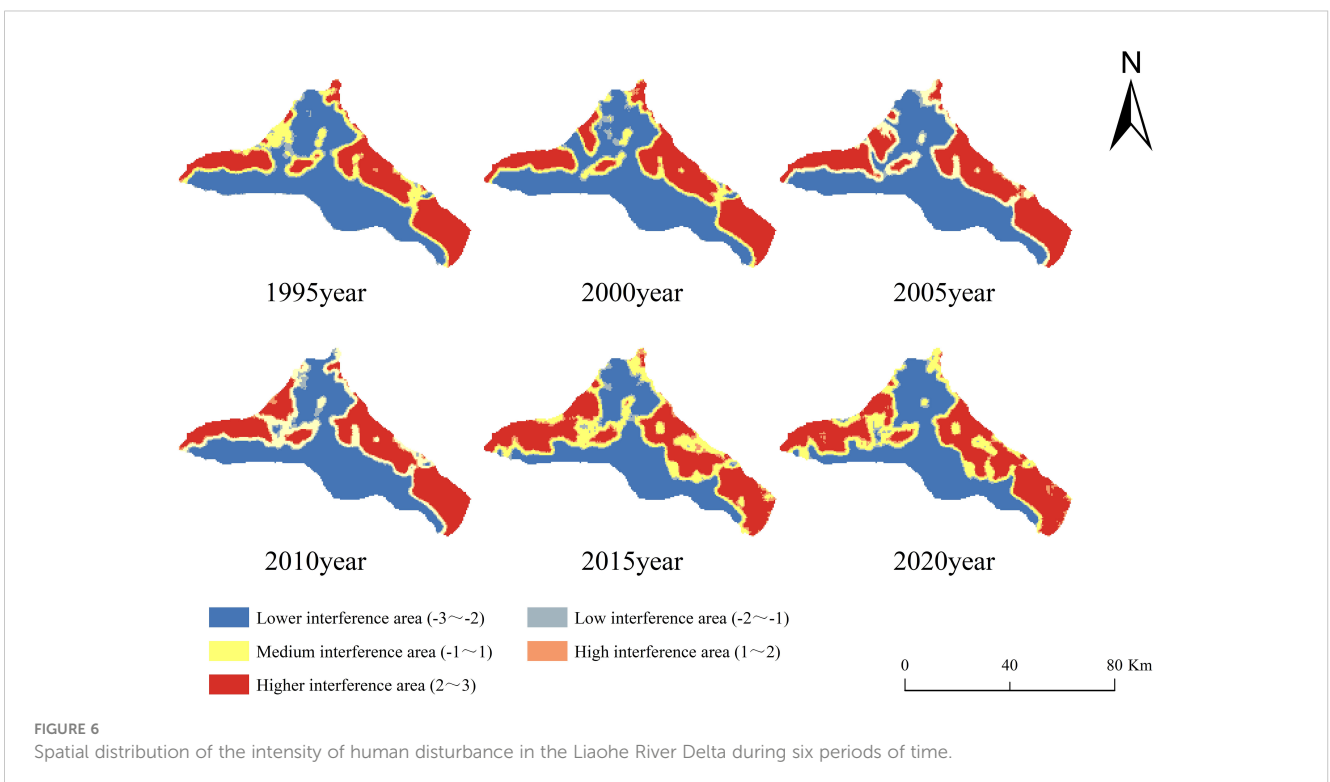 N
1995year
2000year
2005year
2010year
2015year
2020year
Lower interference area (-3～-2)
Low interference area (-2～-1)
Medium interference area (-1～1)
High interference area (1～2)
Higher interference area (2～3)
0 40 80 Km
FIGURE 6
Spatial distribution of the intensity of human disturbance in the Liaohe River Delta during six periods of time.